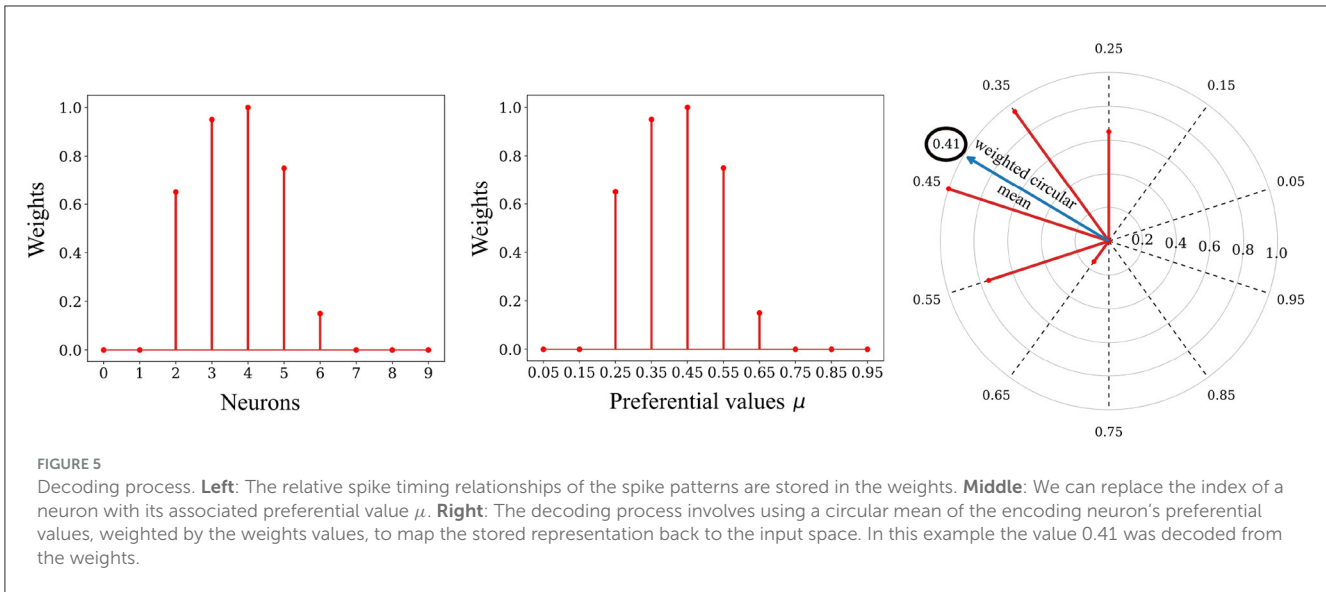 Weights
1.0
0.8
0.6
0.4
0.2
0.0
0 1 2 3 4 5 6 7 8 9
Neurons
Weights
1.0
0.8
0.6
0.4
0.2
0.0
0.05 0.15 0.25 0.35 0.45 0.55 0.65 0.75 0.85 0.95
Preferential values μ
0.25
0.35
0.15
0.41
weighted circular
mean
0.45
0.05
0.2 0.4 0.6 0.8 1.0
0.55
0.95
0.65
0.85
0.75
FIGURE 5
Decoding process. Left: The relative spike timing relationships of the spike patterns are stored in the weights. Middle: We can replace the index of a
neuron with its associated preferential value μ. Right: The decoding process involves using a circular mean of the encoding neuron's preferential
values, weighted by the weights values, to map the stored representation back to the input space. In this example the value 0.41 was decoded from
the weights.